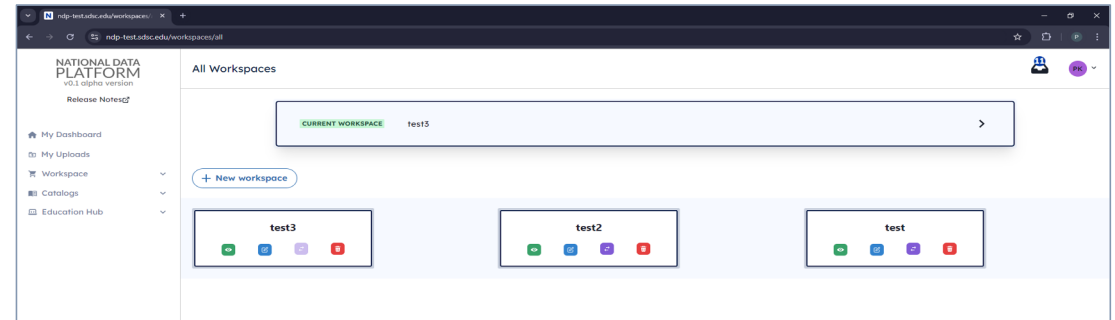 ndp-test.sdsc.edu/workspaces/
ndp-test.sdsc.edu/workspaces/all
P
NATIONAL DATA
PLATFORM
v0.1 alpha version
Release Notes
All Workspaces
11
PK
CURRENT WORKSPACE test3
My Dashboard
My Uploads
Workspace
Catalogs
Education Hub
+ New workspace
test3 test2 test